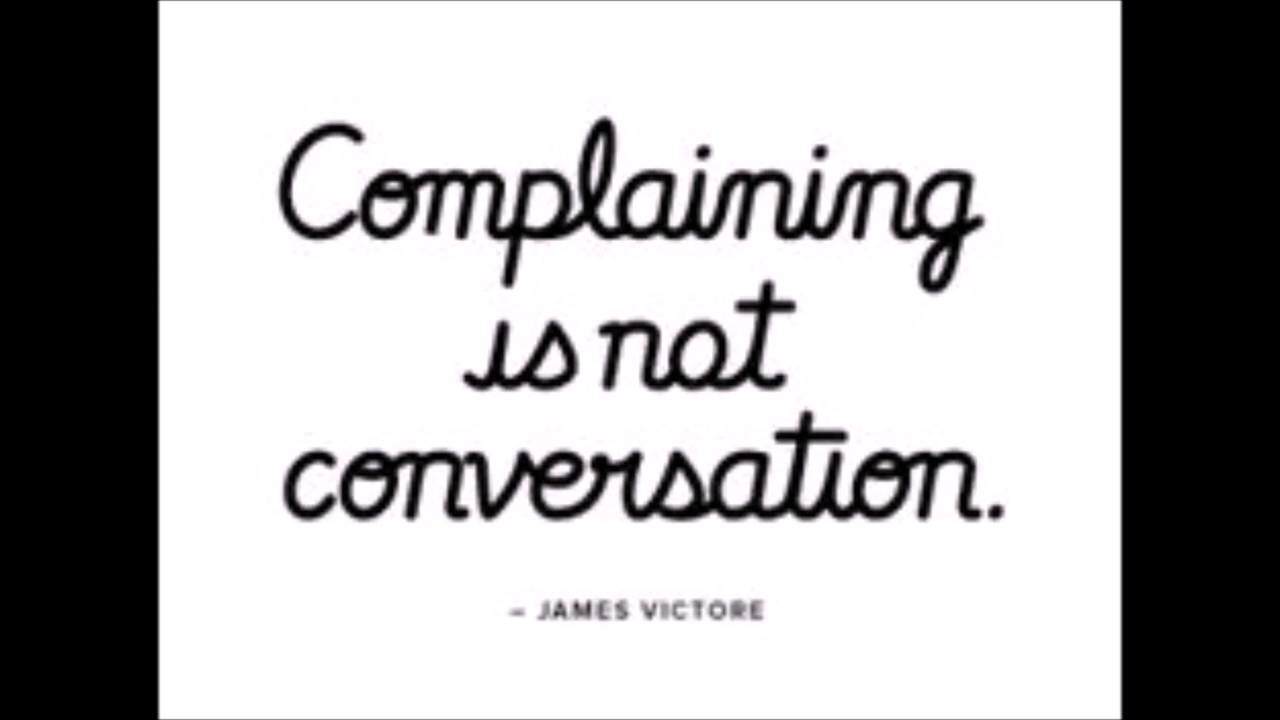 Complaining
is not
conversation.
– JAMES VICTORE